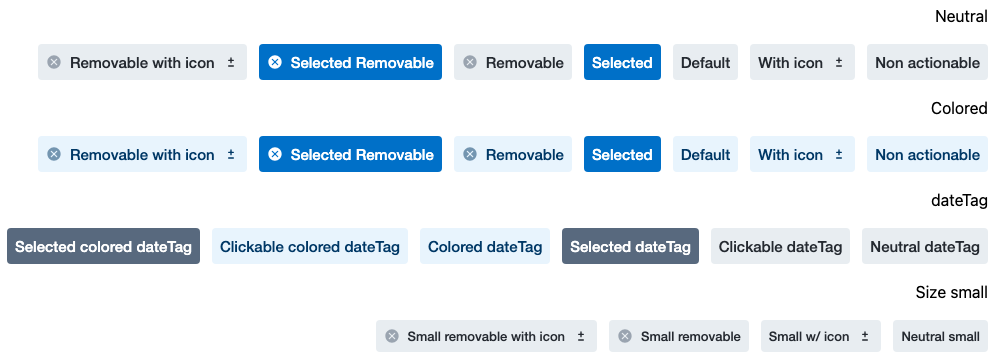 Neutral
Removable with icon ± Selected Removable Removable Selected Default With icon ± Non actionable
Colored
Removable with icon ± Selected Removable Removable Selected Default With icon ± Non actionable
dateTag
Selected colored dateTag Clickable colored dateTag Colored dateTag Selected dateTag Clickable dateTag Neutral dateTag
Size small
Small removable with icon ± Small removable Small w/ icon ± Neutral small